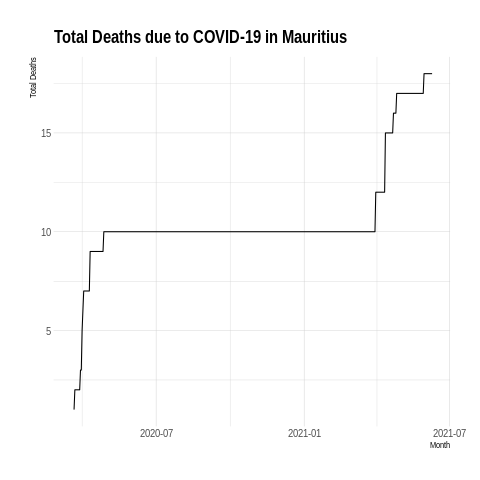 Total Deaths due to COVID-19 in Mauritius
Total Deaths
15
10
5
2020-07
2021-01
2021-07
Month